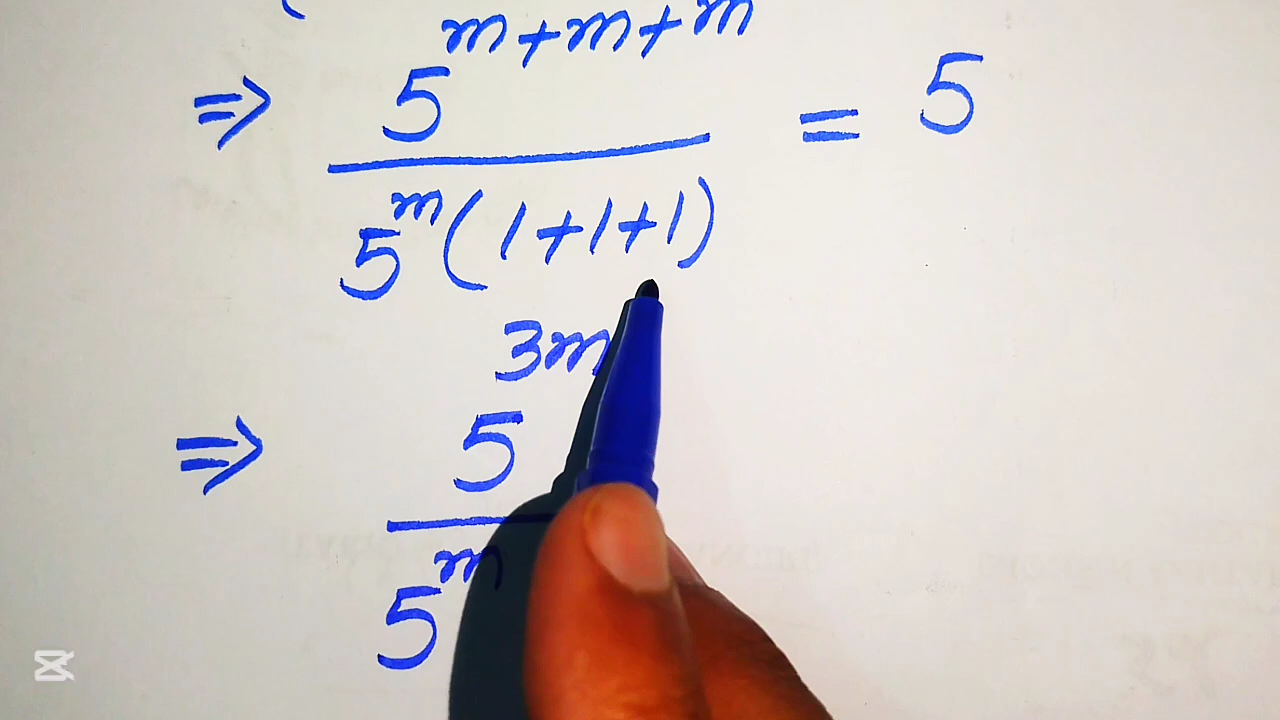 ⇒ 5^(m+m+m) / 5^m(1+1+1) = 5
⇒ 5^(3m) / 5^m